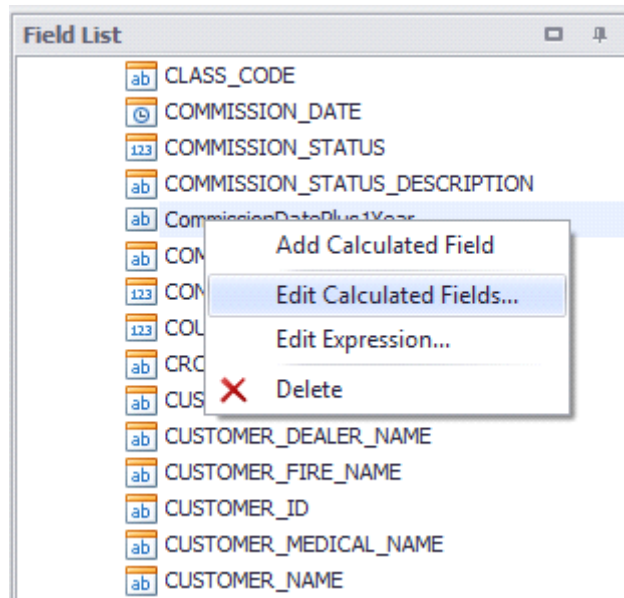 Field List
CLASS_CODE
COMMISSION_DATE
COMMISSION_STATUS
COMMISSION_STATUS_DESCRIPTION
CommissionDatePlus1Year
Add Calculated Field
Edit Calculated Fields...
Edit Expression...
Delete
CUSTOMER_DEALER_NAME
CUSTOMER_FIRE_NAME
CUSTOMER_ID
CUSTOMER_MEDICAL_NAME
CUSTOMER_NAME